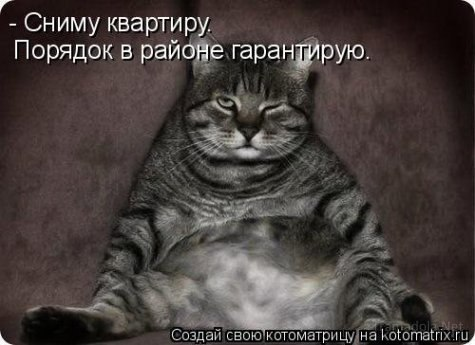 - Сниму квартиру.
Порядок в районе гарантирую.
Создай свою котоматрицу на kotomatrix.ru